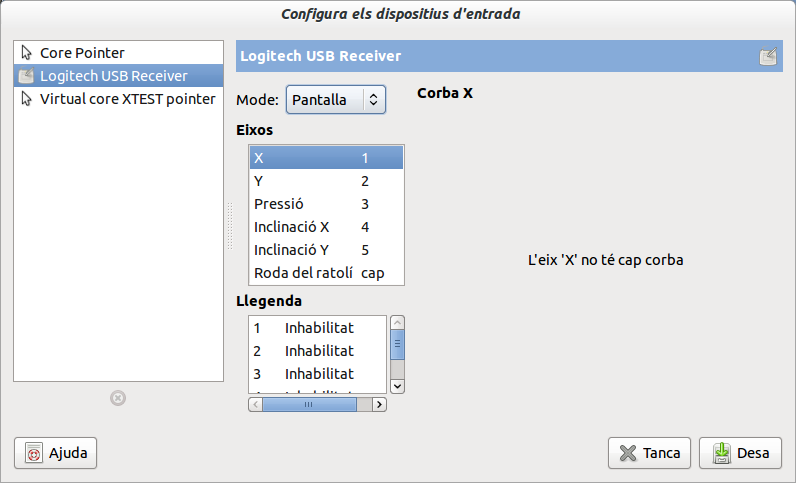 Configura els dispositius d'entrada
Core Pointer
Logitech USB Receiver
Virtual core XTEST pointer
Logitech USB Receiver
Mode: Pantalla
Corba X
Eixos
X 1
Y 2
Pressió 3
Inclinació X 4
Inclinació Y 5
Roda del ratolí cap
L'eix 'X' no té cap corba
Llegenda
1 Inhabilitat
2 Inhabilitat
3 Inhabilitat
Ajuda
Tanca
Desa